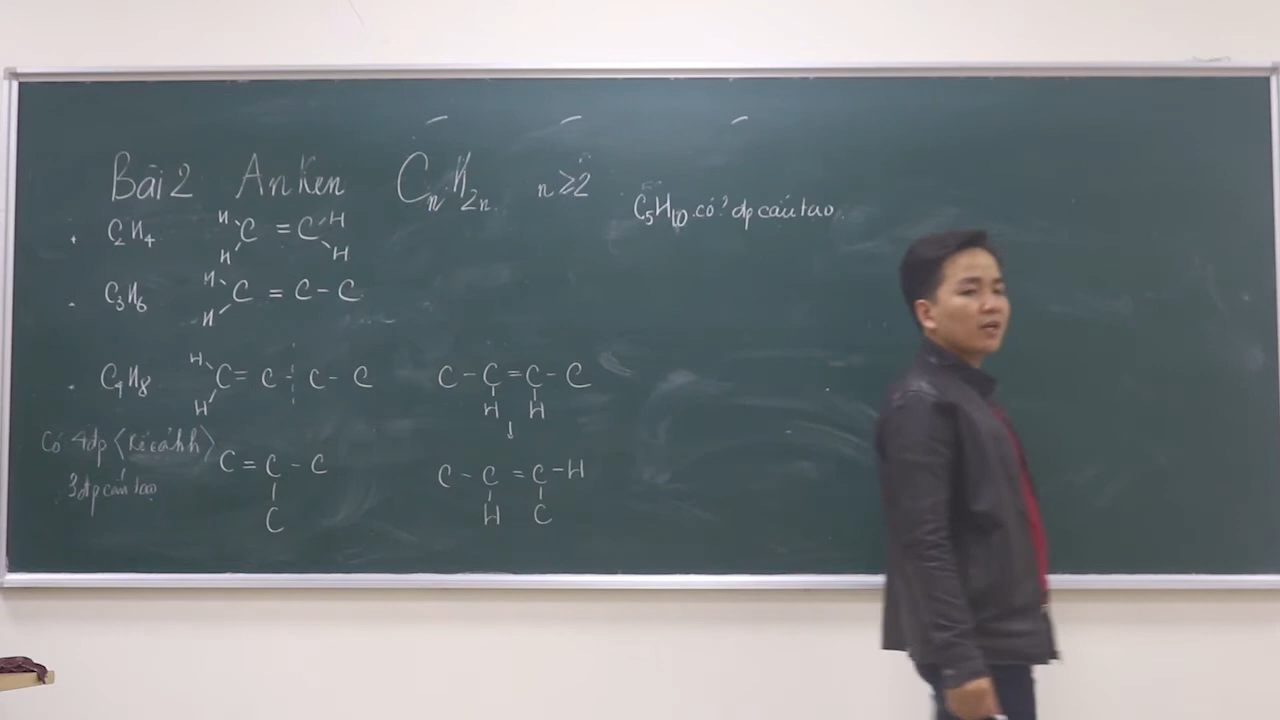 Bài 2 AnKen CnH2n n ≥ 2
C5H10 có ? đp cấu tạo
C2H4 H H C = C H H
C3H6 H H C = C - C
C4H8 H H C = C - C - C C - C = C - C H H
Có 4 đp (kể cả hh)
3 đp cấu tạo
C = C - C C
C - C = C - H H C